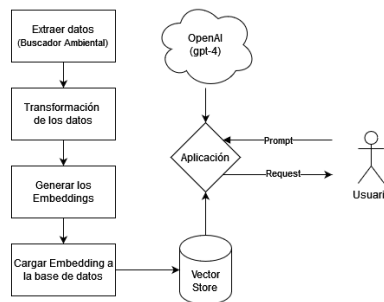 Extraer datos
(Buscador Ambiental)
OpenAI
(gpt-4)
Transformación
de los datos
Aplicación
Prompt
Request
Usuari
Generar los
Embeddings
Cargar Embedding a
la base de datos
Vector
Store